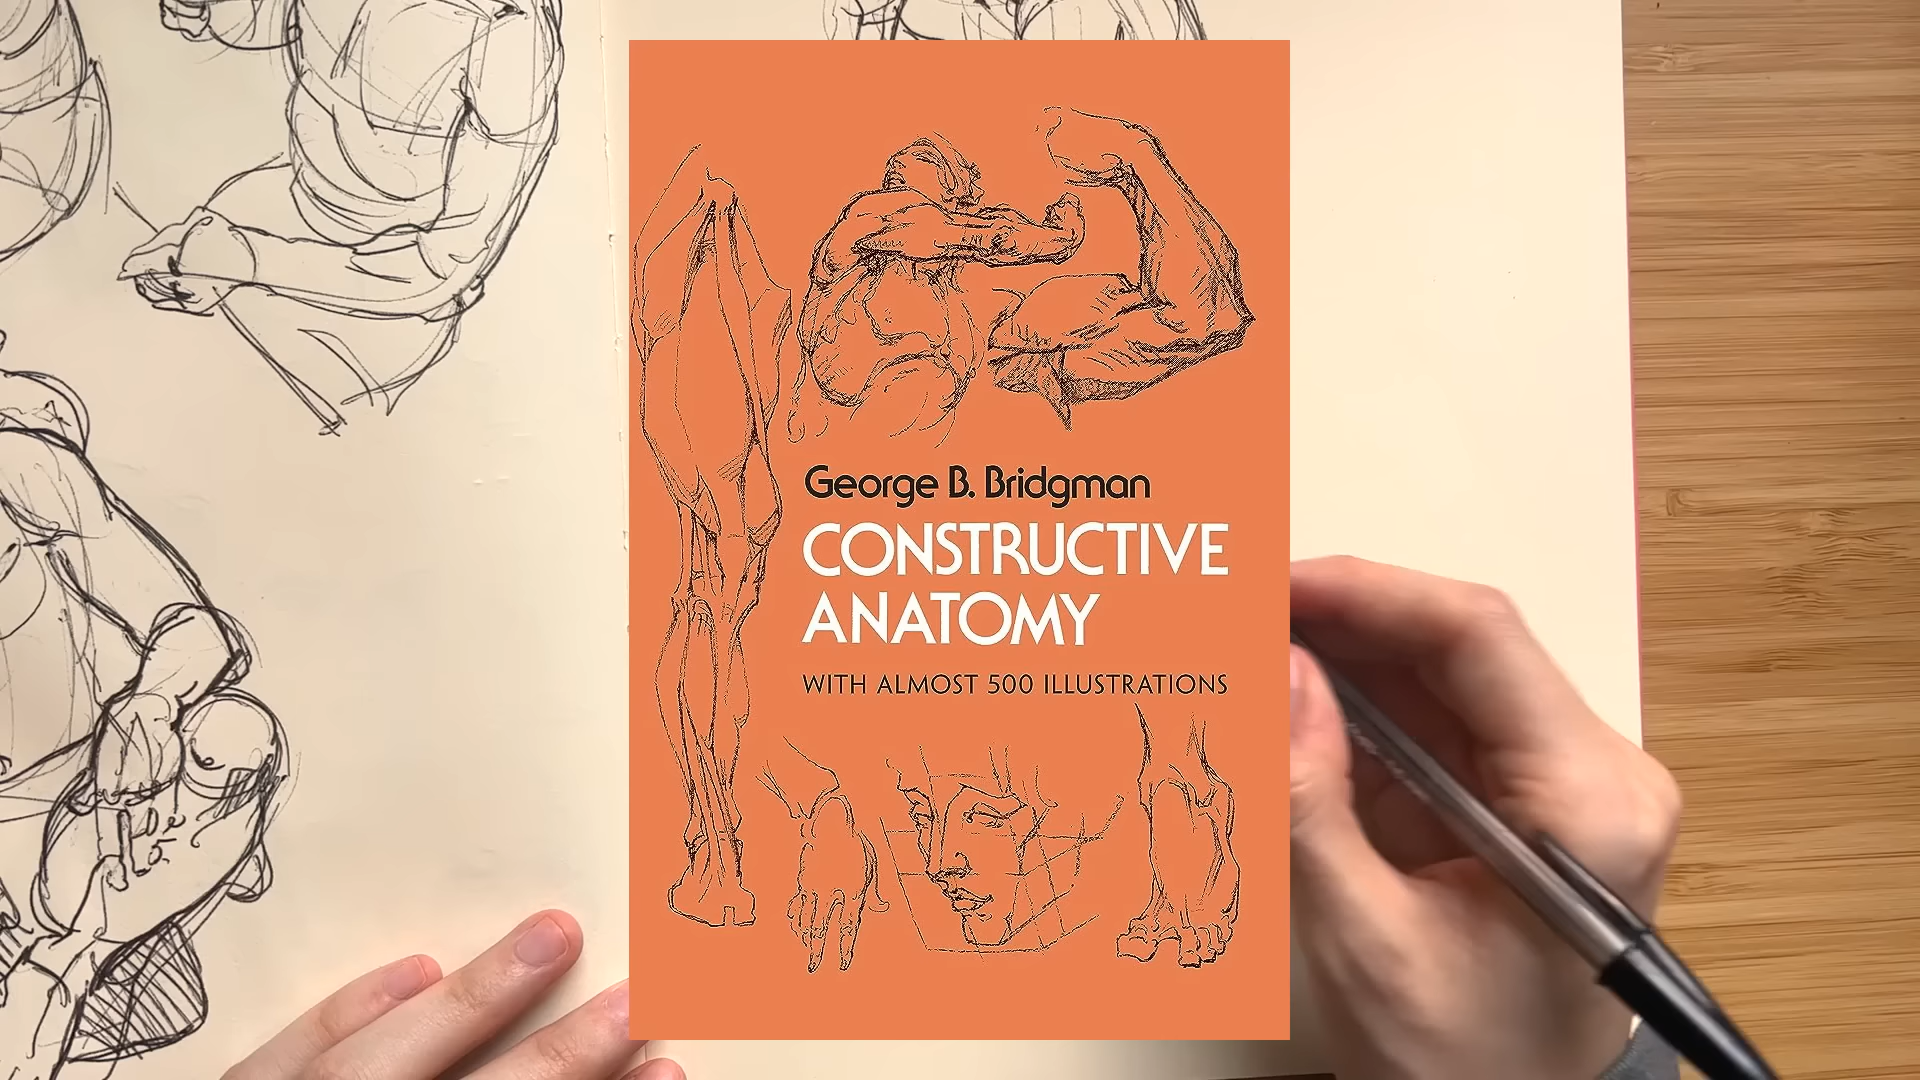 George B. Bridgman
CONSTRUCTIVE
ANATOMY
WITH ALMOST 500 ILLUSTRATIONS